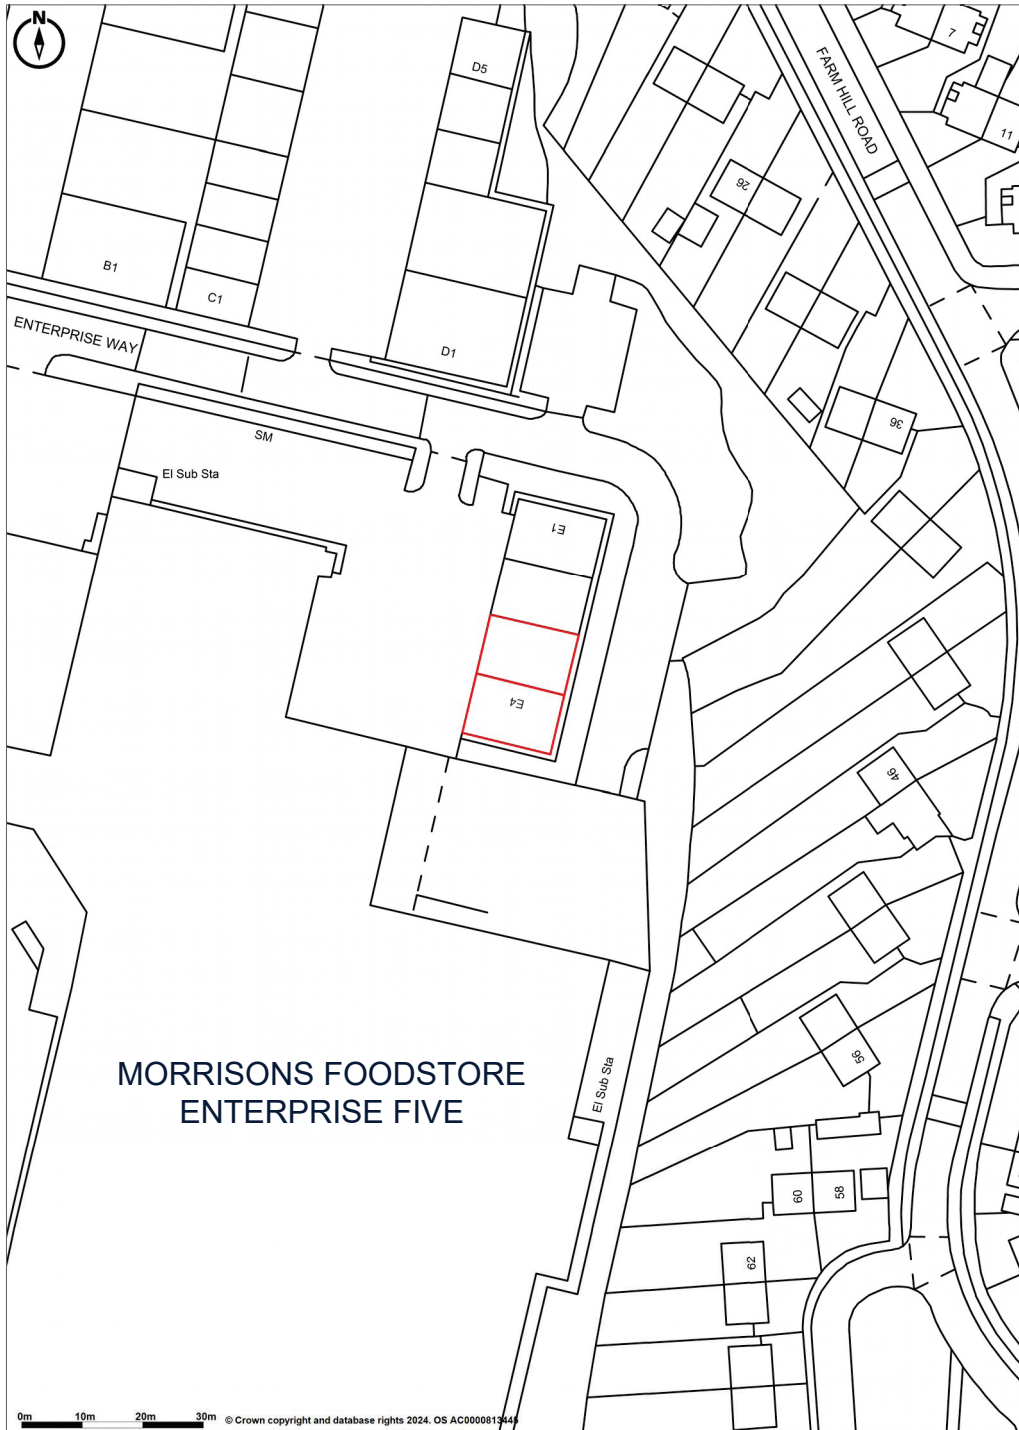 N
7
D5
FARM HILL ROAD
11
26
B1
C1
ENTERPRISE WAY
D1
36
SM
El Sub Sta
E1
E4
46
MORRISONS FOODSTORE
ENTERPRISE FIVE
56
El Sub Sta
60
58
62
0m 10m 20m 30m © Crown copyright and database rights 2024. OS AC0000813445